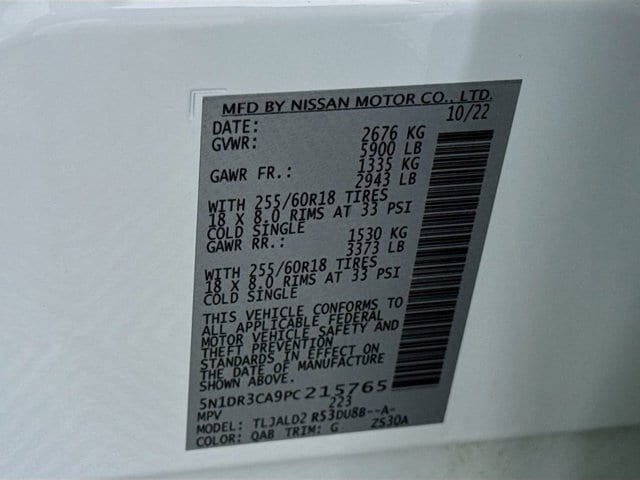 MFD BY NISSAN MOTOR CO., LTD.
DATE: 10/22
GVWR: 2676 KG
5900 LB
GAWR FR.: 1335 KG
2943 LB
WITH 255/60R18 TIRES
18 X 8.0 RIMS AT 33 PSI
COLD SINGLE
GAWR RR.: 1530 KG
3373 LB
WITH 255/60R18 TIRES
18 X 8.0 RIMS AT 33 PSI
COLD SINGLE
THIS VEHICLE CONFORMS TO
ALL APPLICABLE FEDERAL
MOTOR VEHICLE SAFETY AND
THEFT PREVENTION
STANDARDS IN EFFECT ON
THE DATE OF MANUFACTURE
SHOWN ABOVE.
5N1DR3CA9PC215765
MPV 223
MODEL: TLJALD2 R53DU8B--A-
COLOR: QAB TRIM: G ZS30A